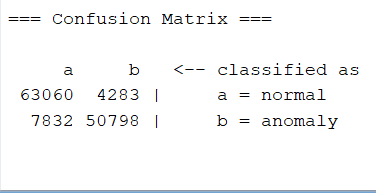 === Confusion Matrix ===
a b <-- classified as
63060 4283 | a = normal
7832 50798 | b = anomaly